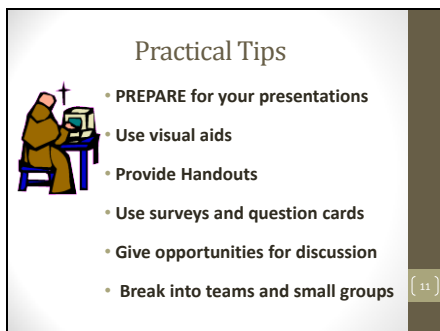 Practical Tips
• PREPARE for your presentations
• Use visual aids
• Provide Handouts
• Use surveys and question cards
• Give opportunities for discussion
• Break into teams and small groups
11